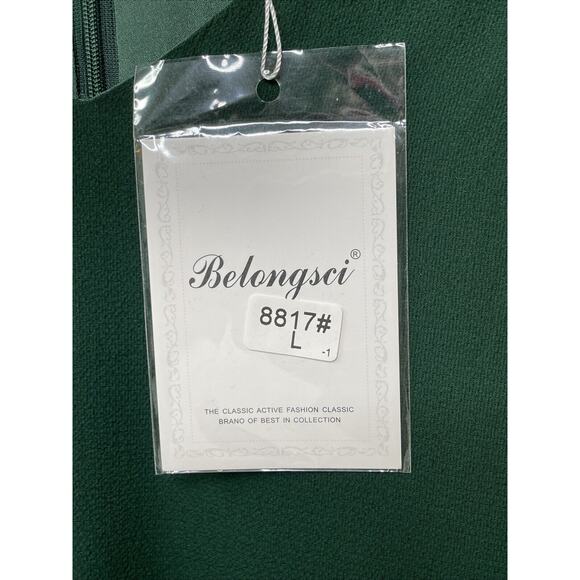 Belongsci®
8817#
L
-1
THE CLASSIC ACTIVE FASHION CLASSIC
BRANO OF BEST IN COLLECTION